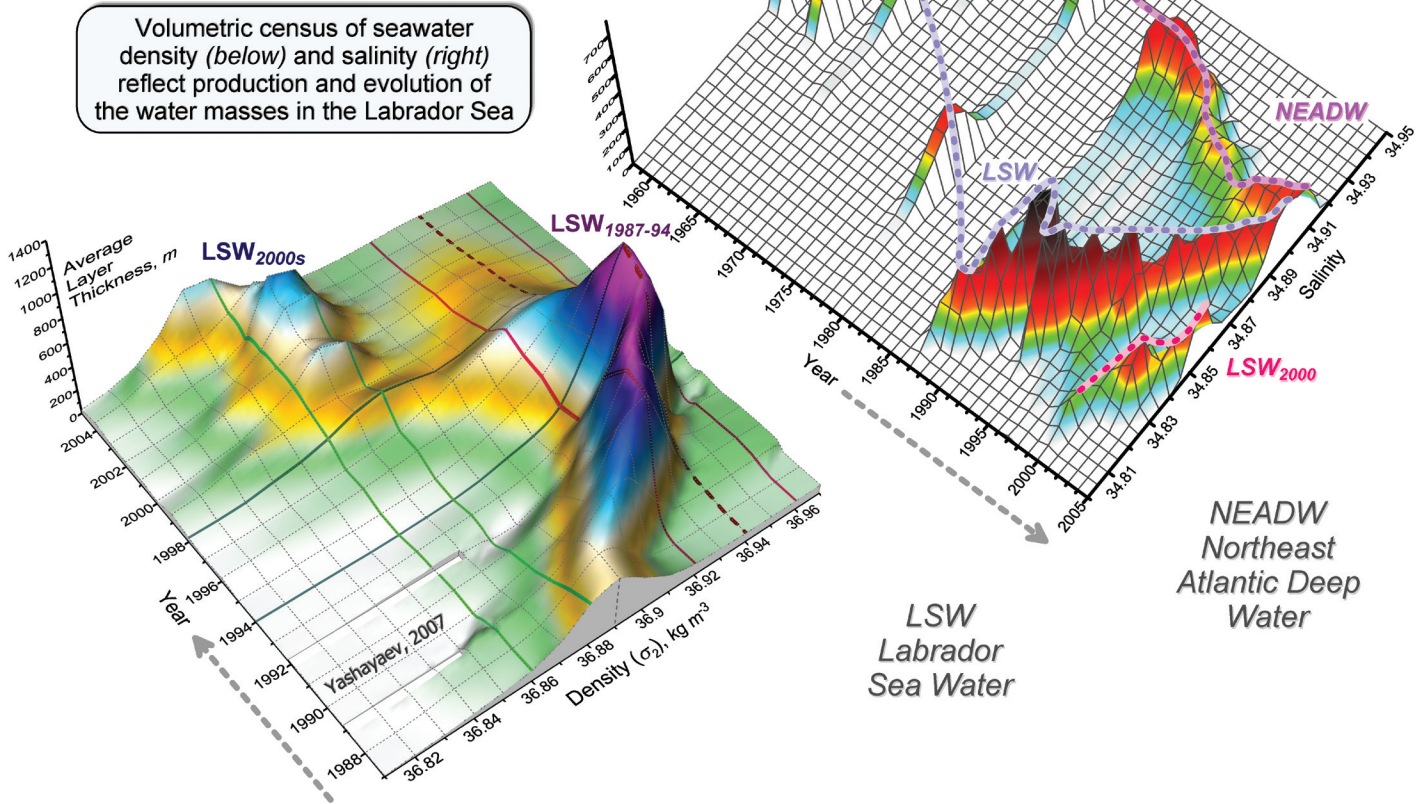 Volumetric census of seawater
density (below) and salinity (right)
reflect production and evolution of
the water masses in the Labrador Sea
700
600
500
400
300
200
100
0
1960
1965
1970
1975
1980
1985
1990
1995
2000
2005
Year
34.81
34.83
34.85
34.87
34.89
34.91
34.93
34.95
Salinity
NEADW
LSW
LSW2000
LSW2000s
LSW1987-94
1400
1200
1000
800
600
400
200
0
Average
Layer
Thickness, m
2004
2002
2000
1998
1996
1994
1992
1990
1988
Year
Yashayaev, 2007
36.82
36.84
36.86
36.88
36.9
36.92
36.94
36.96
Density (σ2), kg m-3
LSW
Labrador
Sea Water
NEADW
Northeast
Atlantic Deep
Water